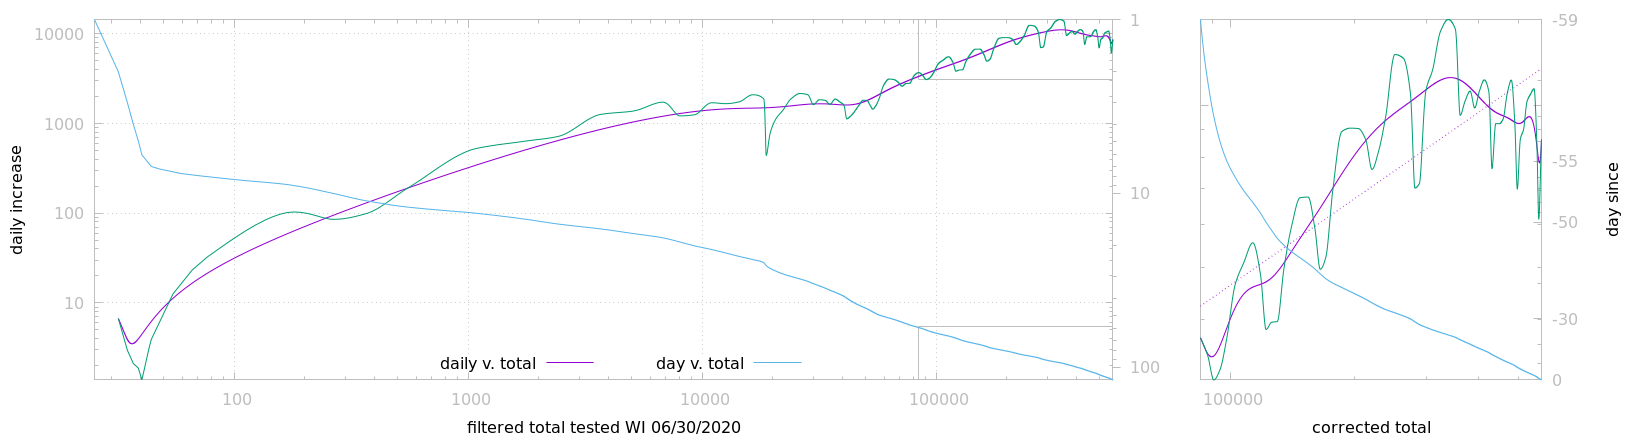 daily increase
10000
1000
100
10
daily v. total
day v. total
100
1000
10000
100000
filtered total tested WI 06/30/2020
1
10
100
100000
corrected total
-59
-55
-50
-30
0
day since